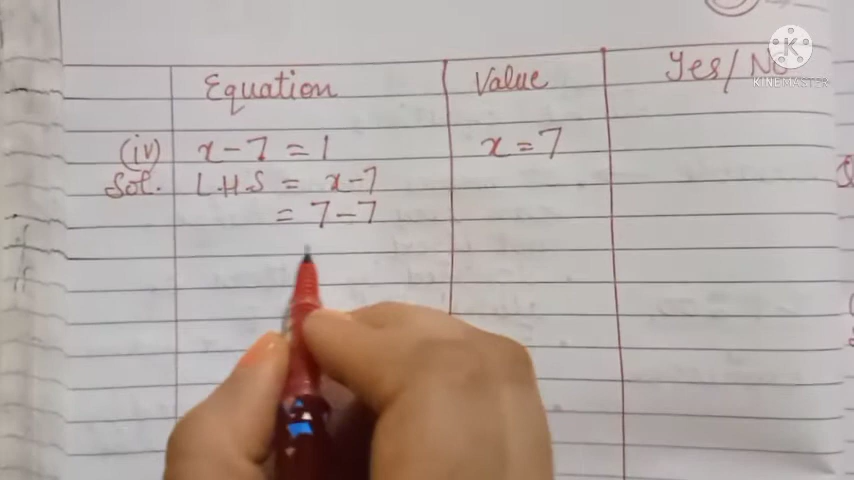 KINEMASTER
Equation Value Yes/No
(iv) x-7 = 1 x = 7
Sol. L.H.S = x-7
= 7-7